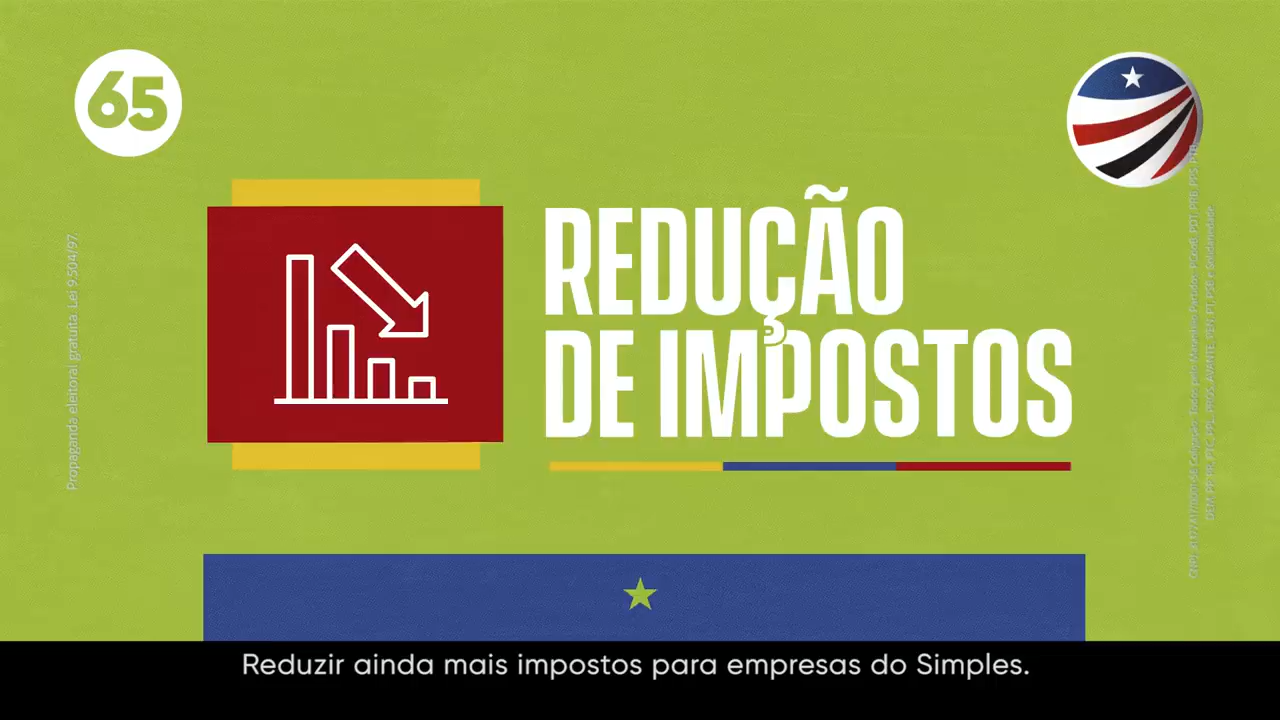 65
REDUÇÃO
DE IMPOSTOS
Propaganda eleitoral gratuita. Lei 9.504/97.
Reduzir ainda mais impostos para empresas do Simples.